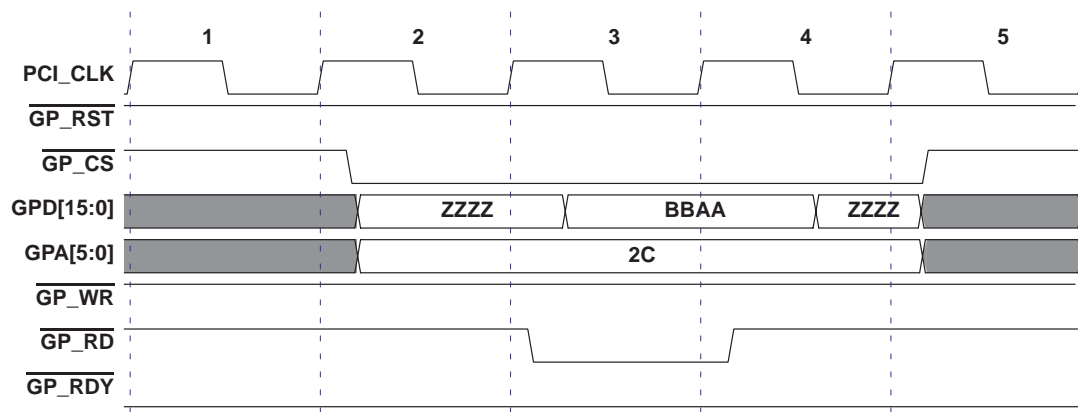 1 2 3 4 5
PCI_CLK
GP_RST
GP_CS
GPD[15:0] ZZZZ BBAA ZZZZ
GPA[5:0] 2C
GP_WR
GP_RD
GP_RDY